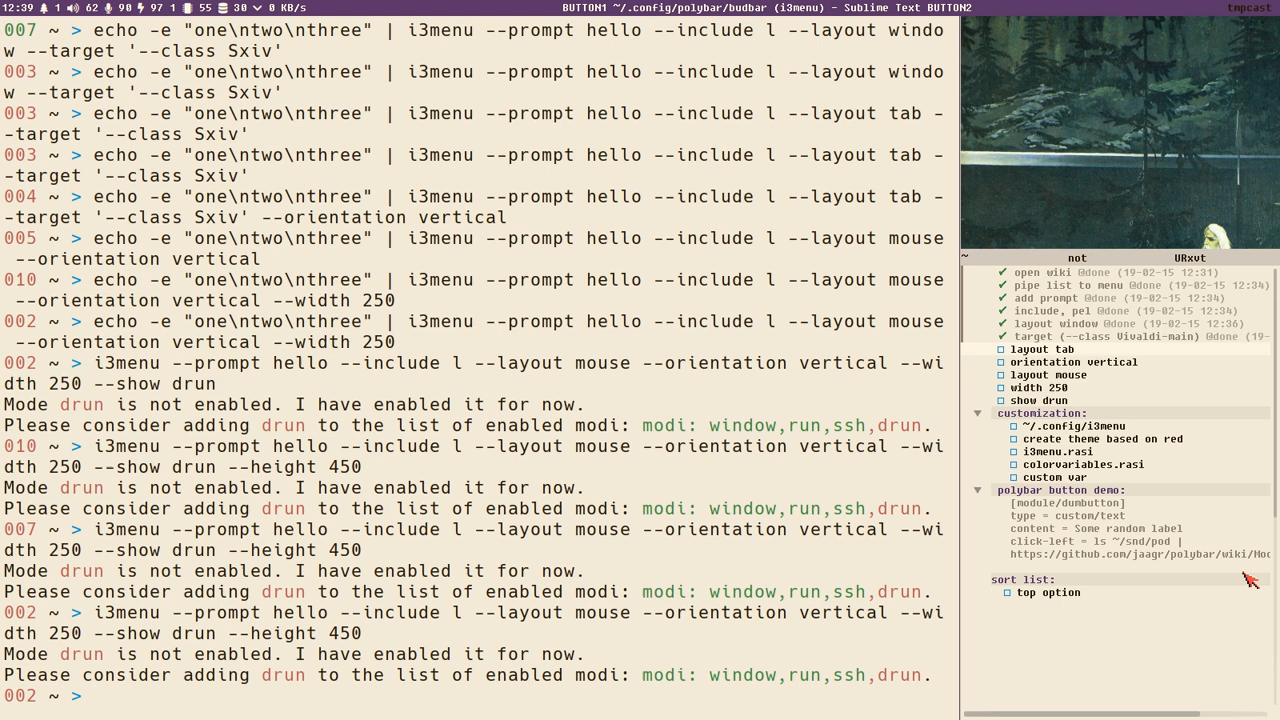 12:39 1 62 90 97 1 55 30 0 KB/s BUTTON1 ~/.config/polybar/budbar (i3menu) - Sublime Text BUTTON2 tmpcast
007 ~ > echo -e "one\ntwo\nthree" | i3menu --prompt hello --include l --layout windo
w --target '--class Sxiv'
003 ~ > echo -e "one\ntwo\nthree" | i3menu --prompt hello --include l --layout windo
w --target '--class Sxiv'
003 ~ > echo -e "one\ntwo\nthree" | i3menu --prompt hello --include l --layout tab -
-target '--class Sxiv'
003 ~ > echo -e "one\ntwo\nthree" | i3menu --prompt hello --include l --layout tab -
-target '--class Sxiv'
004 ~ > echo -e "one\ntwo\nthree" | i3menu --prompt hello --include l --layout tab -
-target '--class Sxiv' --orientation vertical
005 ~ > echo -e "one\ntwo\nthree" | i3menu --prompt hello --include l --layout mouse
 --orientation vertical
010 ~ > echo -e "one\ntwo\nthree" | i3menu --prompt hello --include l --layout mouse
 --orientation vertical --width 250
002 ~ > echo -e "one\ntwo\nthree" | i3menu --prompt hello --include l --layout mouse
 --orientation vertical --width 250
002 ~ > i3menu --prompt hello --include l --layout mouse --orientation vertical --wi
dth 250 --show drun
Mode drun is not enabled. I have enabled it for now.
Please consider adding drun to the list of enabled modi: modi: window,run,ssh,drun.
010 ~ > i3menu --prompt hello --include l --layout mouse --orientation vertical --wi
dth 250 --show drun --height 450
Mode drun is not enabled. I have enabled it for now.
Please consider adding drun to the list of enabled modi: modi: window,run,ssh,drun.
007 ~ > i3menu --prompt hello --include l --layout mouse --orientation vertical --wi
dth 250 --show drun --height 450
Mode drun is not enabled. I have enabled it for now.
Please consider adding drun to the list of enabled modi: modi: window,run,ssh,drun.
002 ~ > i3menu --prompt hello --include l --layout mouse --orientation vertical --wi
dth 250 --show drun --height 450
Mode drun is not enabled. I have enabled it for now.
Please consider adding drun to the list of enabled modi: modi: window,run,ssh,drun.
002 ~ >
~ not URxvt
✔ open wiki @done (19-02-15 12:31)
✔ pipe list to menu @done (19-02-15 12:34)
✔ add prompt @done (19-02-15 12:34)
✔ include, pel @done (19-02-15 12:34)
✔ layout window @done (19-02-15 12:36)
✔ target (--class Vivaldi-main) @done (19-
☐ layout tab
☐ orientation vertical
☐ layout mouse
☐ width 250
☐ show drun
customization:
☐ ~/.config/i3menu
☐ create theme based on red
☐ i3menu.rasi
☐ colorvariables.rasi
☐ custom var
polybar button demo:
[module/dumbutton]
type = custom/text
content = Some random label
click-left = ls ~/snd/pod |
https://github.com/jaagr/polybar/wiki/Mod
sort list:
☐ top option